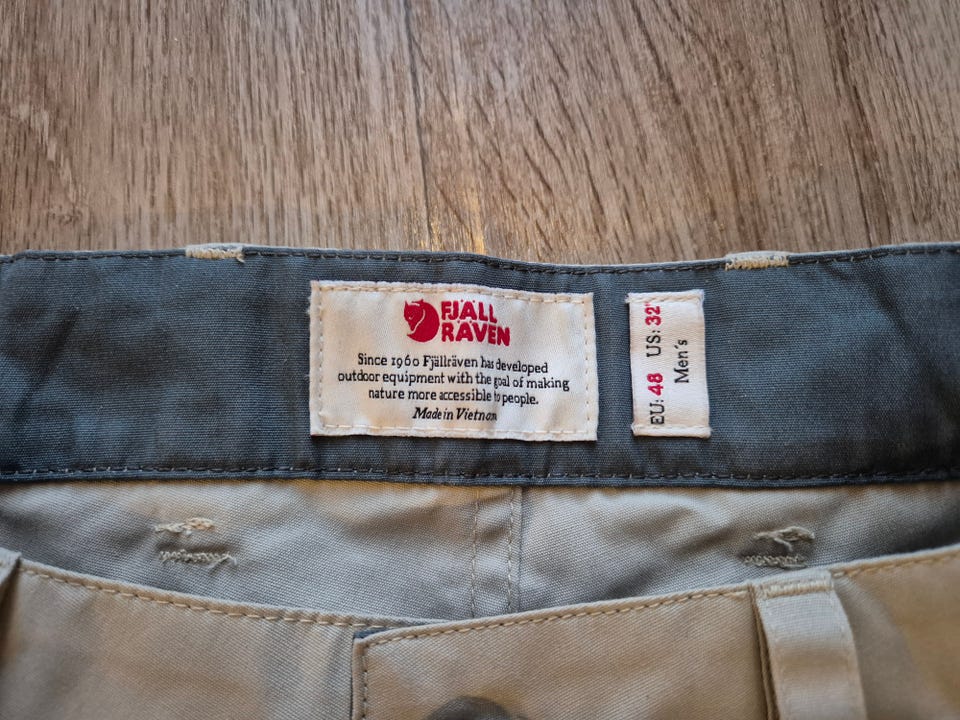 FJÄLL
RÄVEN
Since 1960 Fjällräven has developed
outdoor equipment with the goal of making
nature more accessible to people.
Made in Vietnam
EU: 48 US: 32"
Men's